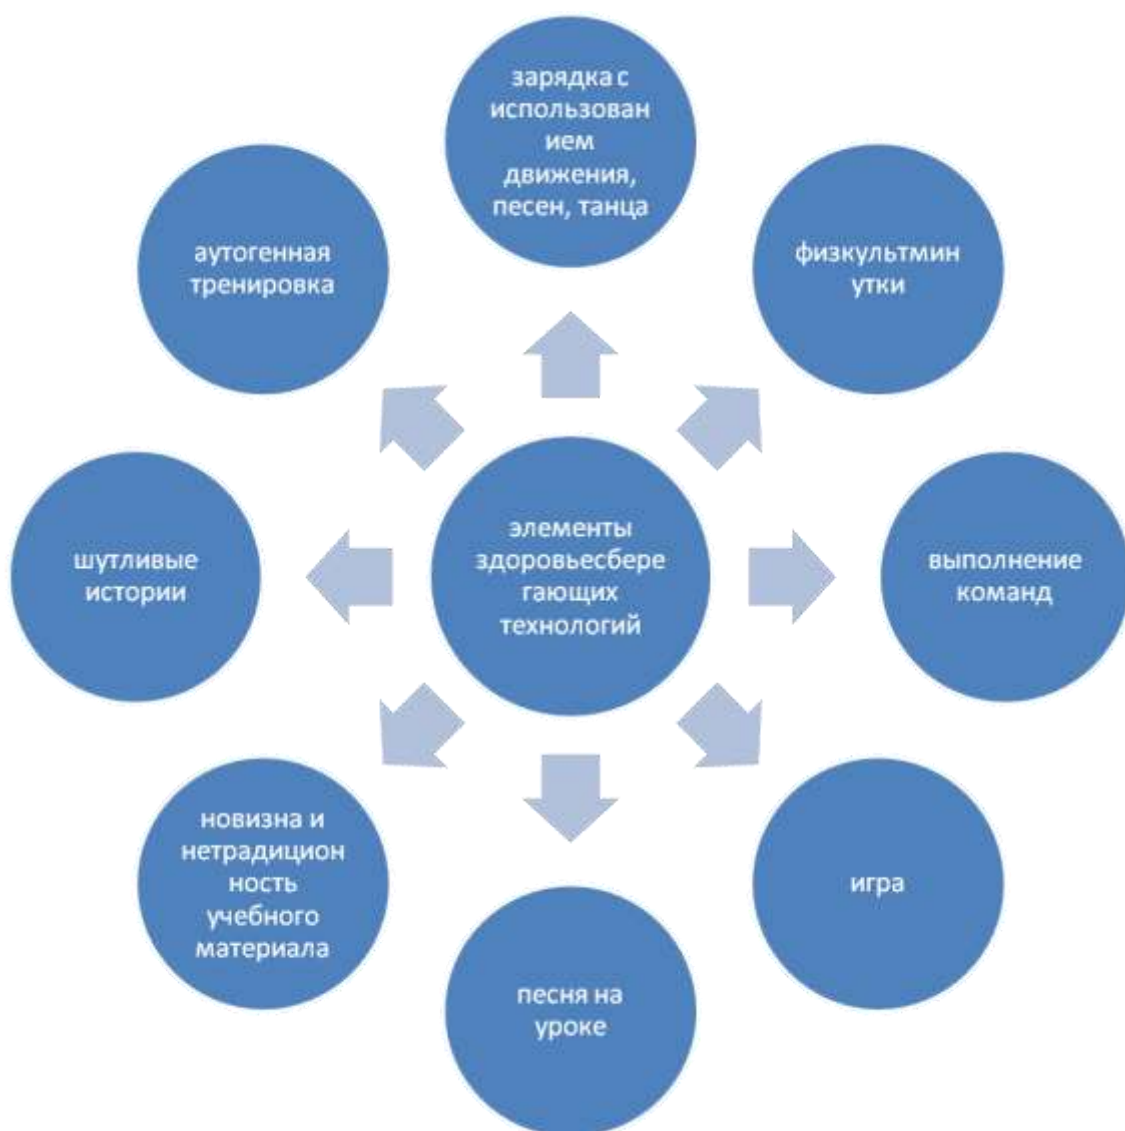 зарядка с
использован
ием
движения,
песен, танца
аутогенная
тренировка
физкультмин
утки
шутливые
истории
элементы
здоровьесбере
гающих
технологий
выполнение
команд
новизна и
нетрадицион
ность
учебного
материала
игра
песня на
уроке